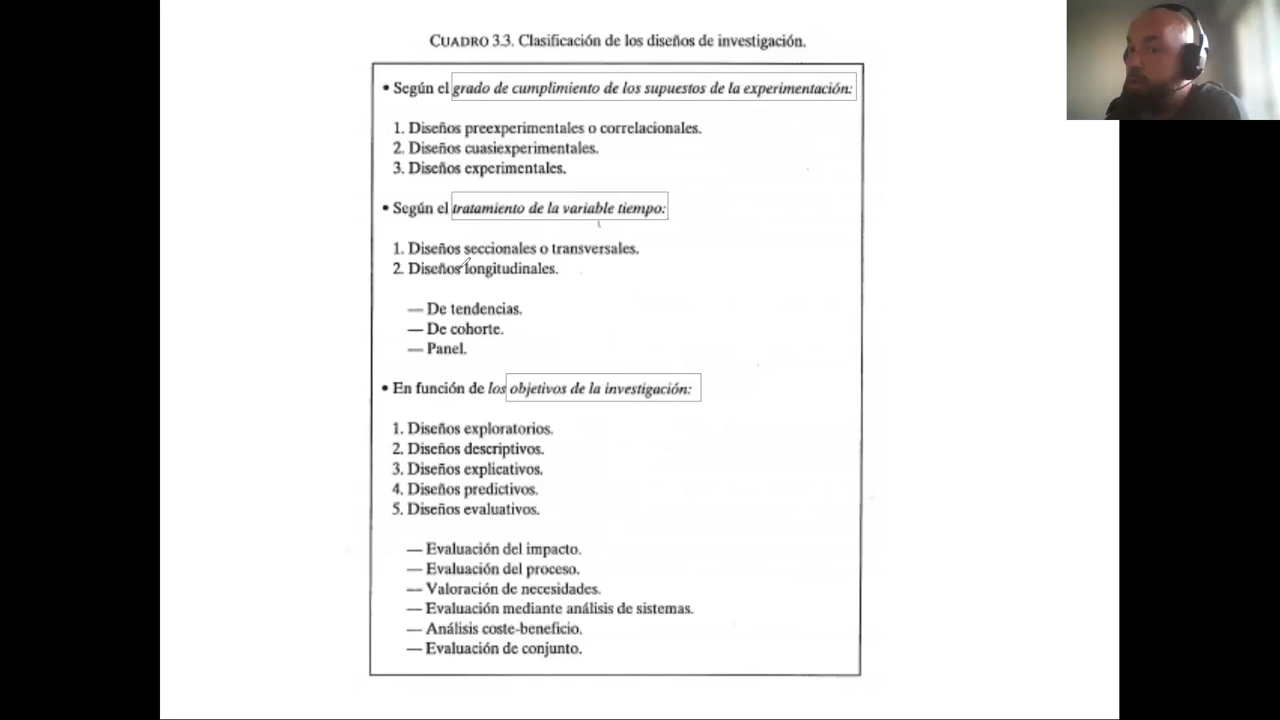 CUADRO 3.3. Clasificación de los diseños de investigación.
• Según el grado de cumplimiento de los supuestos de la experimentación:
1. Diseños preexperimentales o correlacionales.
2. Diseños cuasiexperimentales.
3. Diseños experimentales.
• Según el tratamiento de la variable tiempo:
1. Diseños seccionales o transversales.
2. Diseños longitudinales.
— De tendencias.
— De cohorte.
— Panel.
• En función de los objetivos de la investigación:
1. Diseños exploratorios.
2. Diseños descriptivos.
3. Diseños explicativos.
4. Diseños predictivos.
5. Diseños evaluativos.
— Evaluación del impacto.
— Evaluación del proceso.
— Valoración de necesidades.
— Evaluación mediante análisis de sistemas.
— Análisis coste-beneficio.
— Evaluación de conjunto.